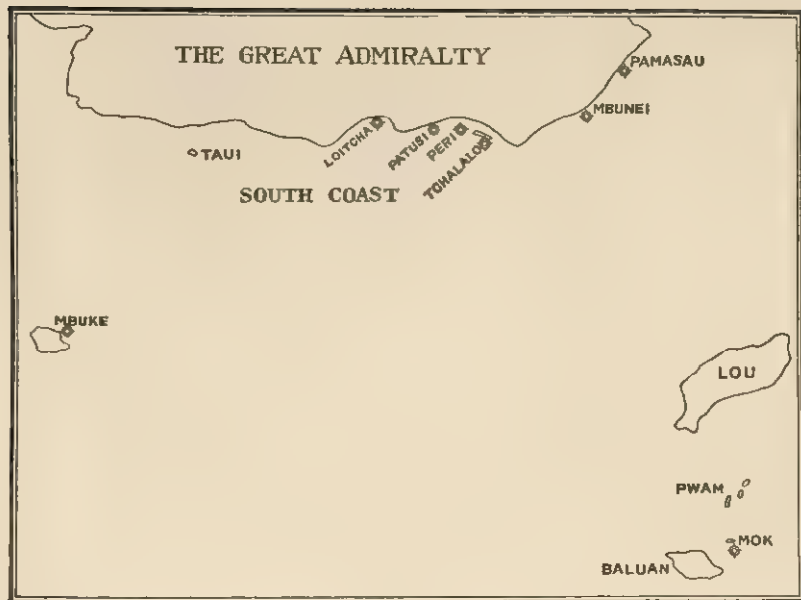 THE GREAT ADMIRALTY
PAMASAU
MBUNEI
LOITCHA
PATUSI
PERI
TCHALALO
TAUI
SOUTH COAST
MBUKE
LOU
PWAM
MOK
BALUAN